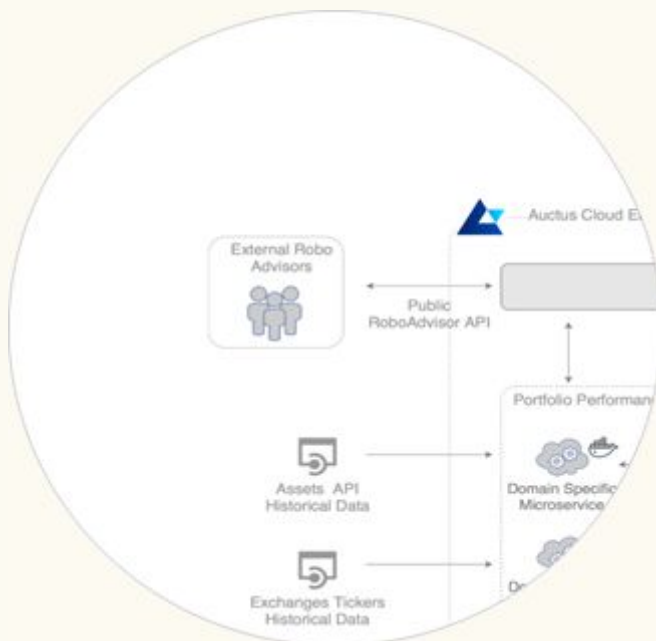 Auctus Cloud
External Robo
Advisors
Public
RoboAdvisor API
Portfolio
Assets API
Historical Data
Domain Specific
Microservice
Exchanges Tickers
Historical Data